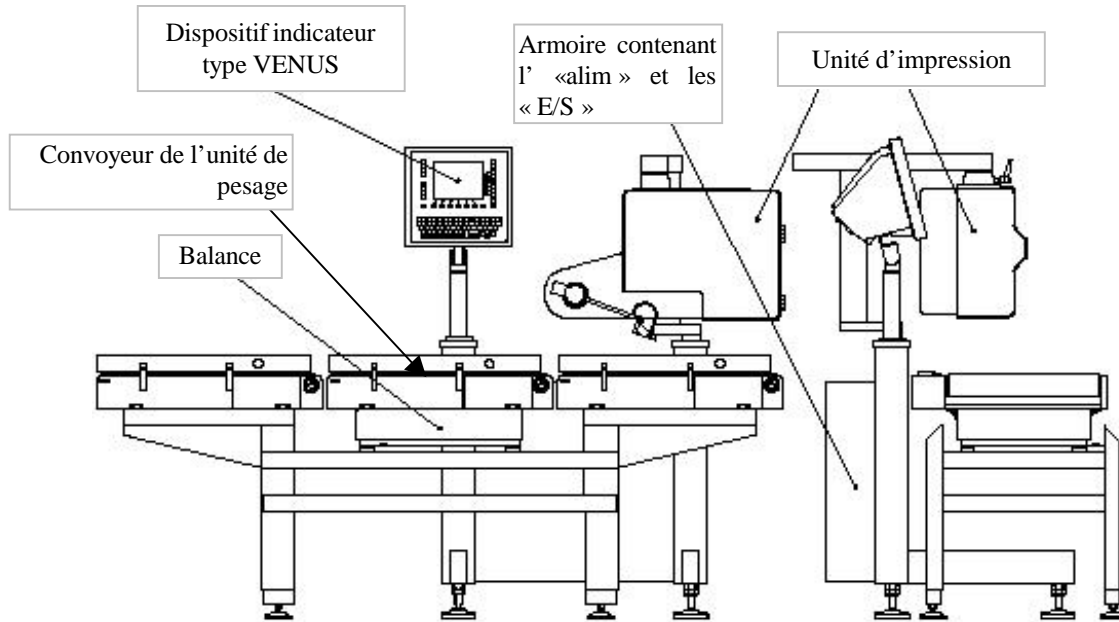 Dispositif indicateur
type VENUS
Armoire contenant
l’ «alim » et les
« E/S »
Unité d’impression
Convoyeur de l’unité de
pesage
Balance